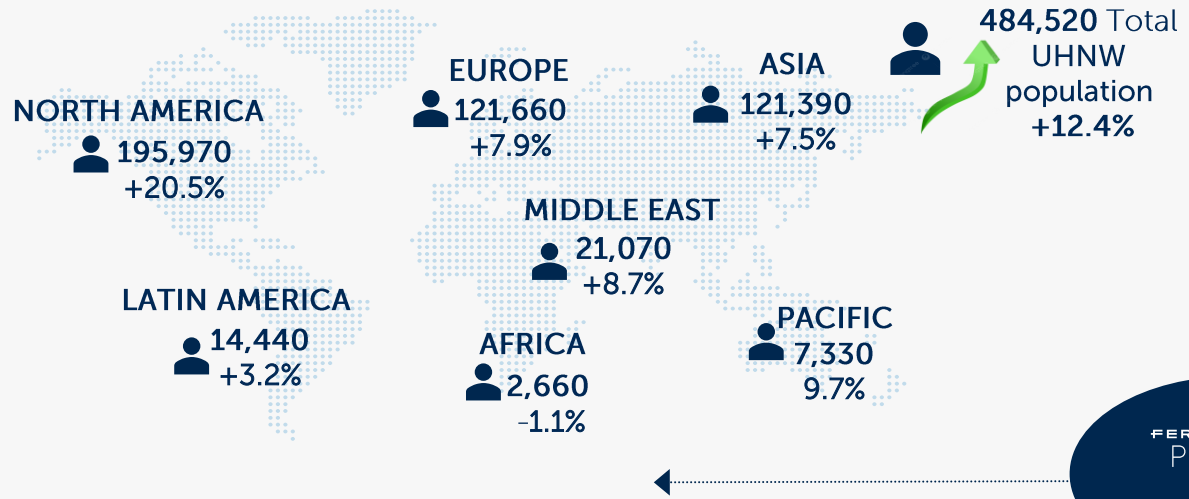 484,520 Total
UHNW
population
+12.4%
NORTH AMERICA
195,970
+20.5%
EUROPE
121,660
+7.9%
ASIA
121,390
+7.5%
MIDDLE EAST
21,070
+8.7%
LATIN AMERICA
14,440
+3.2%
AFRICA
2,660
-1.1%
PACIFIC
7,330
9.7%
FER
P